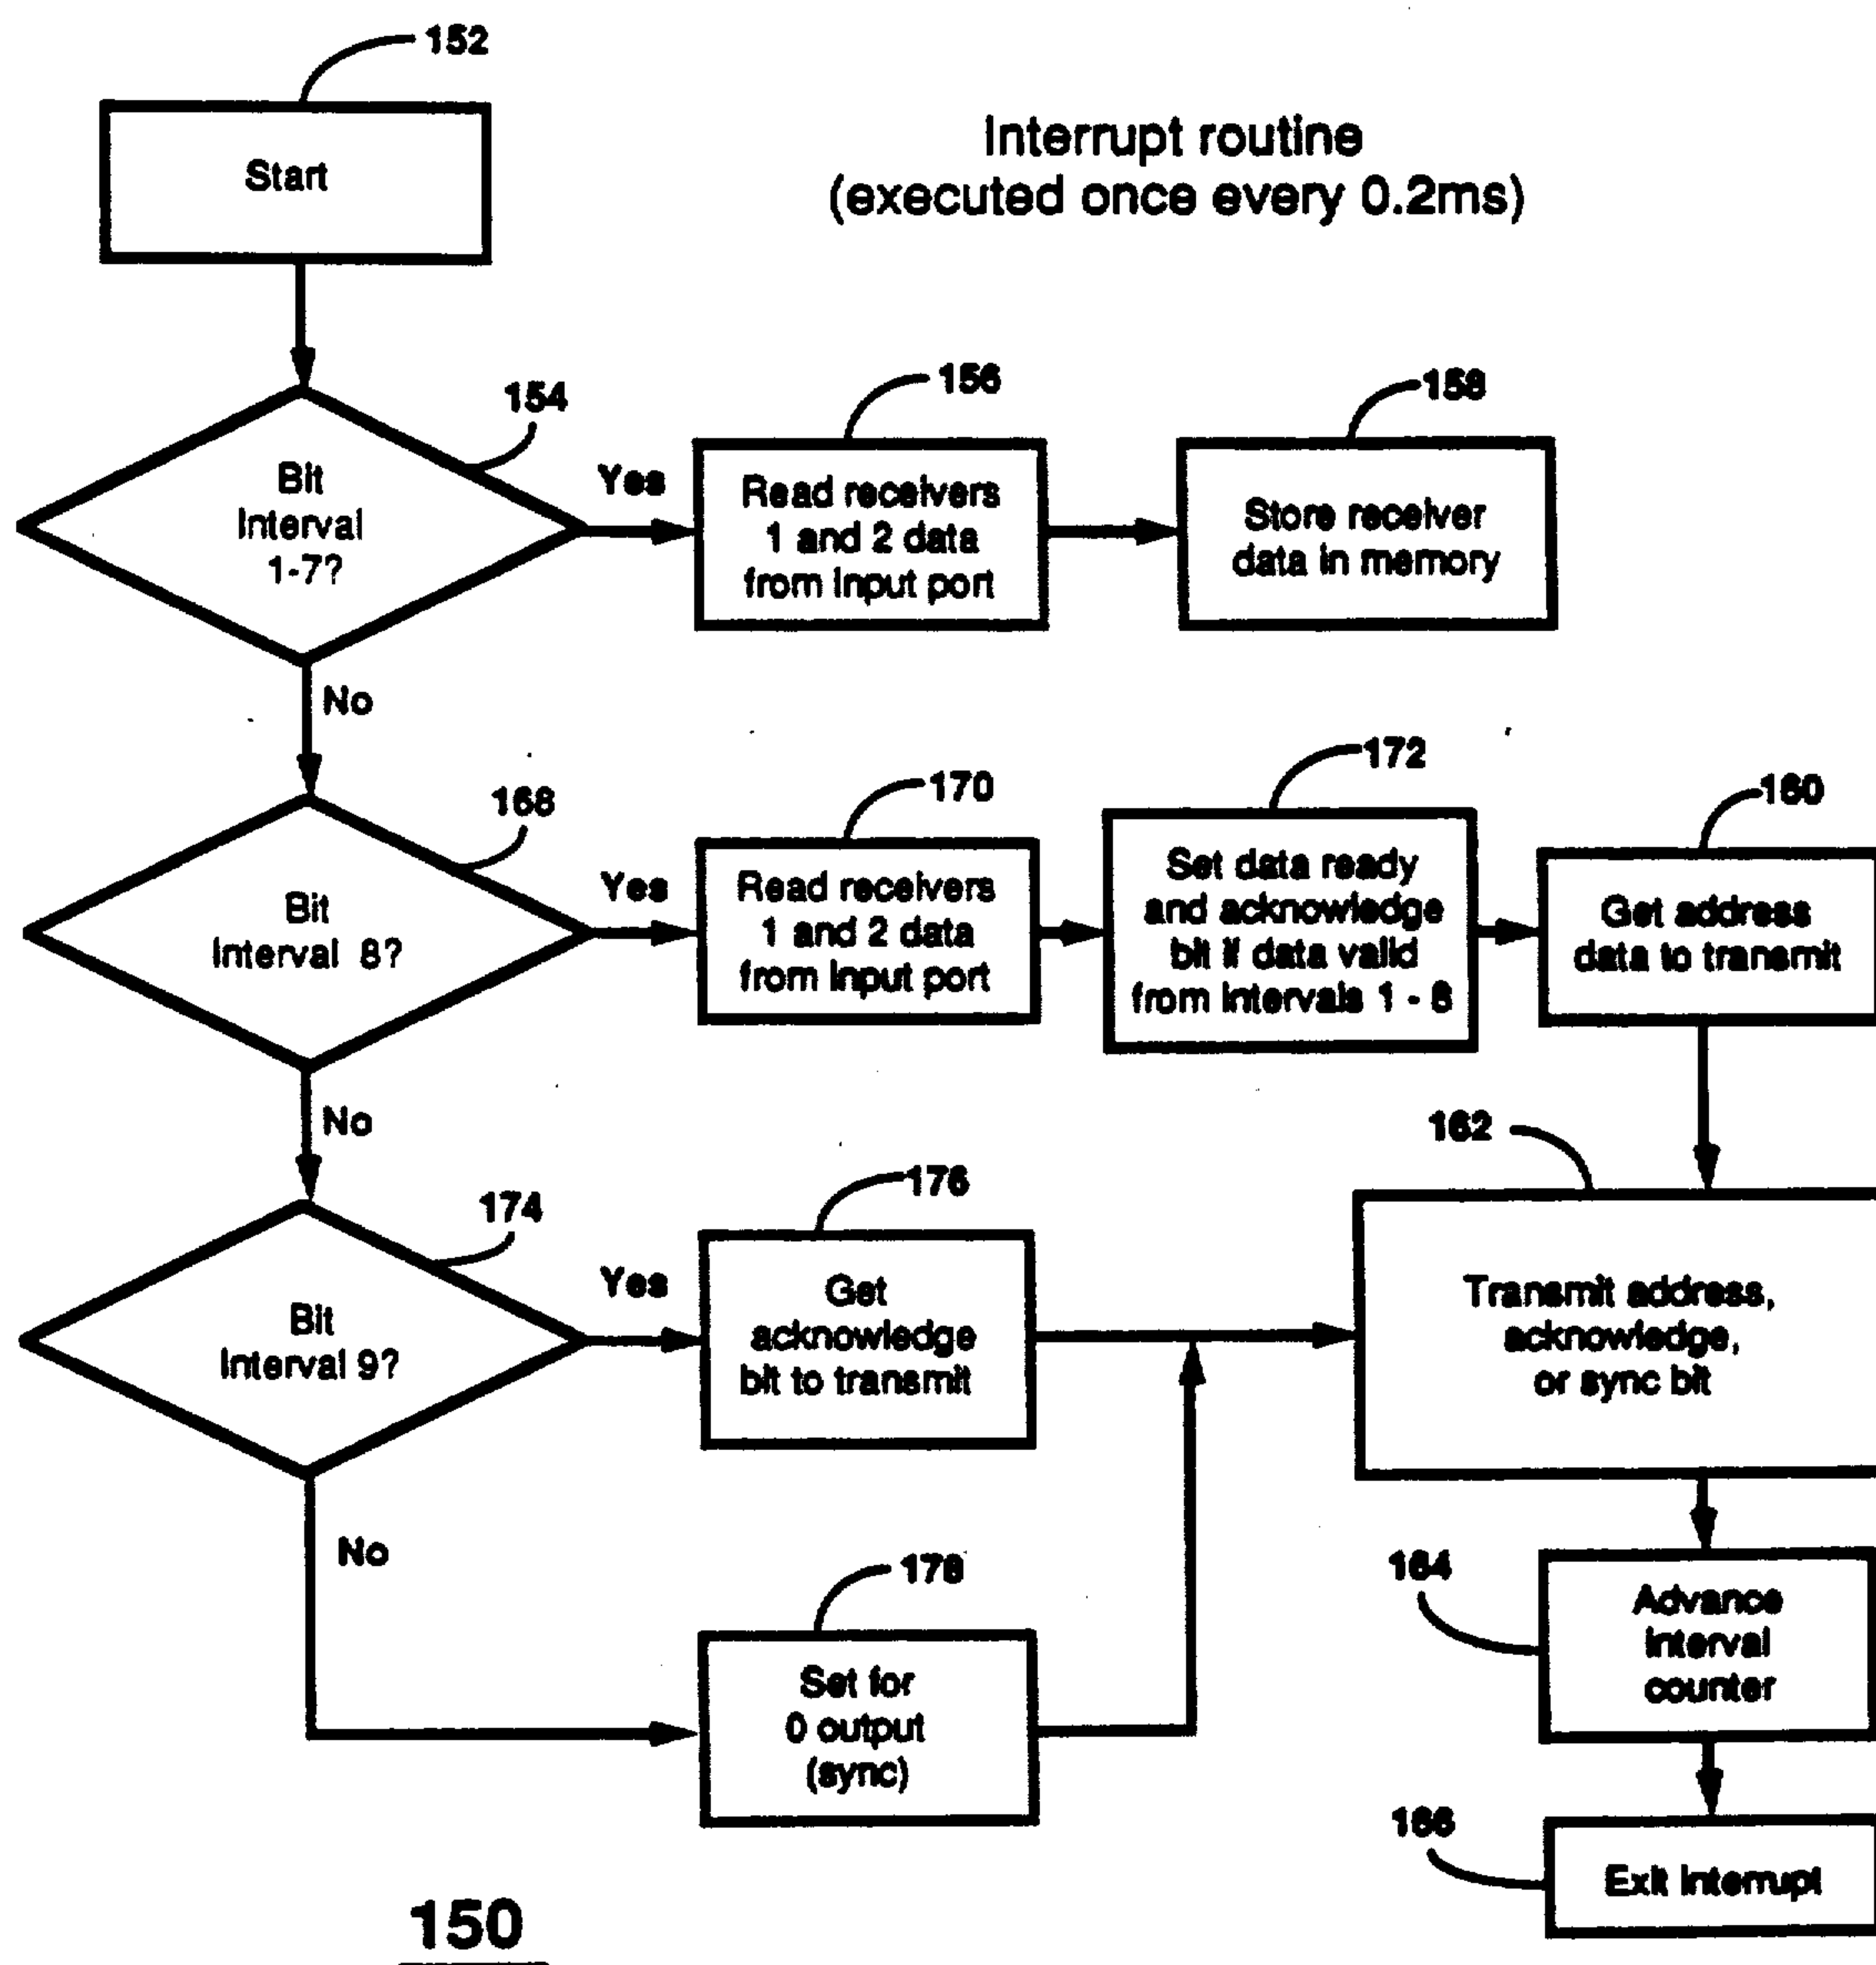 152
Start
Interrupt routine
(executed once every 0.2ms)
154
Bit
Interval
1-7?
Yes
156
Read receivers
1 and 2 data
from input port
158
Store receiver
data in memory
No
168
Bit
Interval 8?
Yes
170
Read receivers
1 and 2 data
from input port
172
Set data ready
and acknowledge
bit if data valid
from intervals 1 - 8
160
Get address
data to transmit
No
174
Bit
Interval 9?
Yes
176
Get
acknowledge
bit to transmit
162
Transmit address,
acknowledge,
or sync bit
No
178
Set for
0 output
(sync)
164
Advance
interval
counter
166
Exit interrupt
150